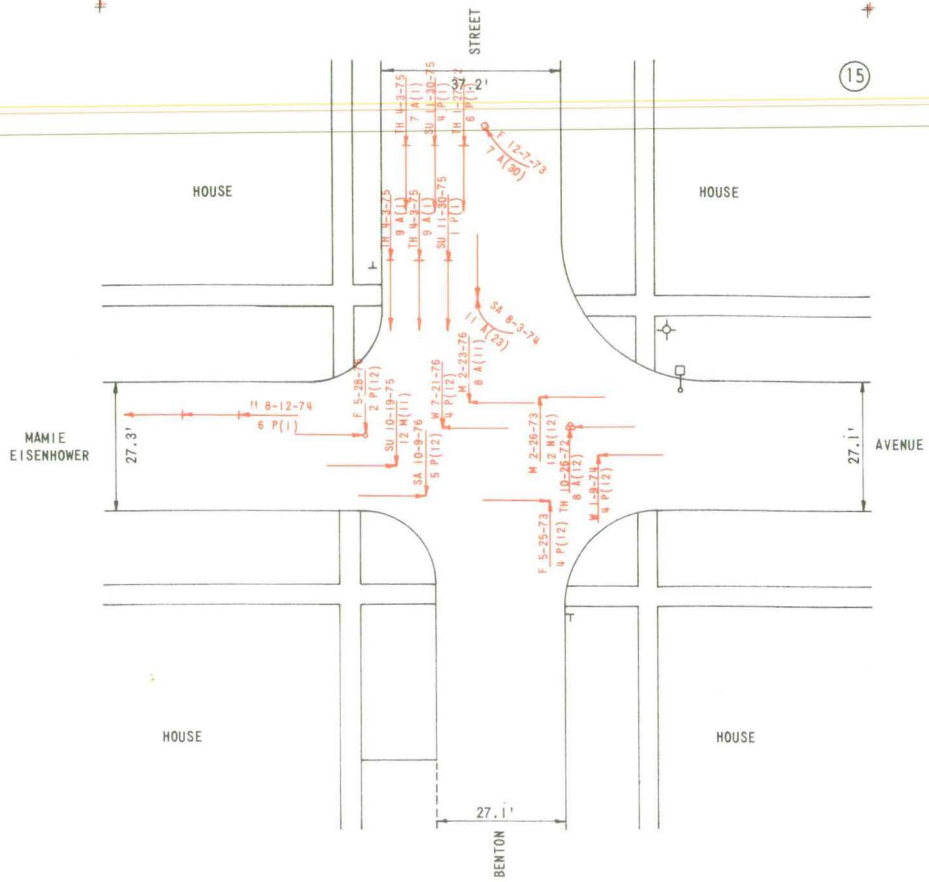 STREET
15
37.2'
TH 4-3-75
7 A(1)
SU 11-30-75
4 P(1)
6 P(1)
F 12-7-73
7 A(30)
HOUSE
HOUSE
TH 4-3-75
9 A(1)
TH 4-3-75
9 A(1)
SU 11-30-75
1 P(1)
SA 8-3-74
11 A(23)
M 2-23-76
8 A(11)
8-12-74
6 P(1)
2 P(12)
SU 10-19-75
12 M(11)
W 7-21-76
4 P(12)
SA 10-9-76
5 P(12)
M 2-26-73
12 N(12)
TH 10-26-72
8 A(12)
W 1-9-74
4 P(12)
F 5-25-73
4 P(12)
MAMIE
EISENHOWER
27.3'
27.1'
AVENUE
HOUSE
HOUSE
27.1'
BENTON